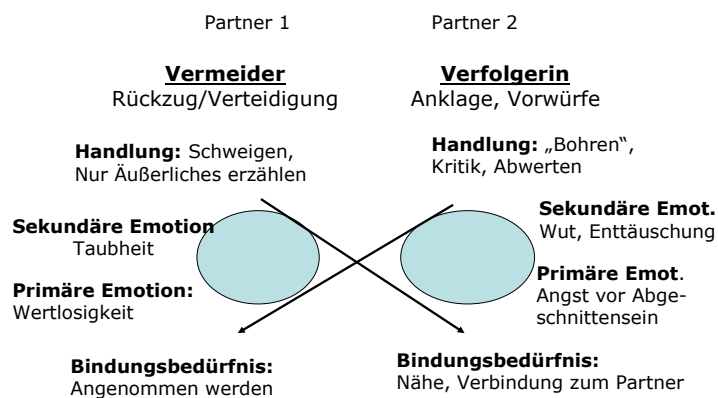 Partner 1
Partner 2
Vermeider
Rückzug/Verteidigung
Verfolgerin
Anklage, Vorwürfe
Handlung: Schweigen,
Nur Äußerliches erzählen
Handlung: „Bohren“,
Kritik, Abwerten
Sekundäre Emotion
Taubheit
Sekundäre Emot.
Wut, Enttäuschung
Primäre Emotion:
Wertlosigkeit
Primäre Emot.
Angst vor Abge-
schnittensein
Bindungsbedürfnis:
Angenommen werden
Bindungsbedürfnis:
Nähe, Verbindung zum Partner